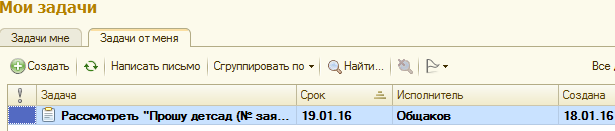 Мои задачи
Задачи мне Задачи от меня
Создать Написать письмо Сгруппировать по Найти... Все
! Задача Срок Исполнитель Создана
Рассмотреть "Прошу детсад (№ зая... 19.01.16 Общаков 18.01.16